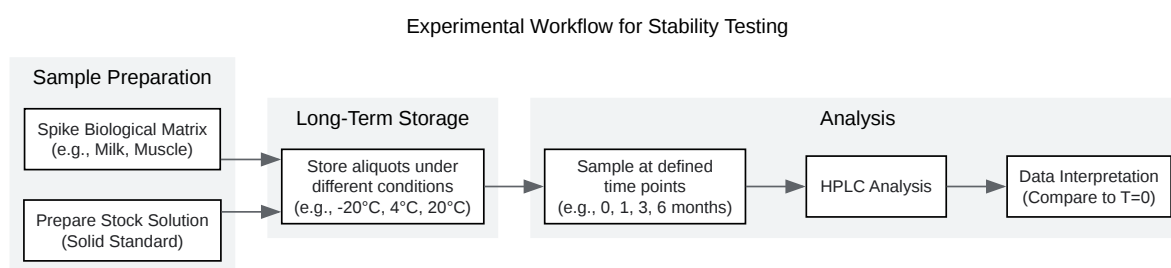 Experimental Workflow for Stability Testing
Sample Preparation
Spike Biological Matrix
(e.g., Milk, Muscle)
Prepare Stock Solution
(Solid Standard)
Long-Term Storage
Store aliquots under
different conditions
(e.g., -20°C, 4°C, 20°C)
Analysis
Sample at defined
time points
(e.g., 0, 1, 3, 6 months)
HPLC Analysis
Data Interpretation
(Compare to T=0)